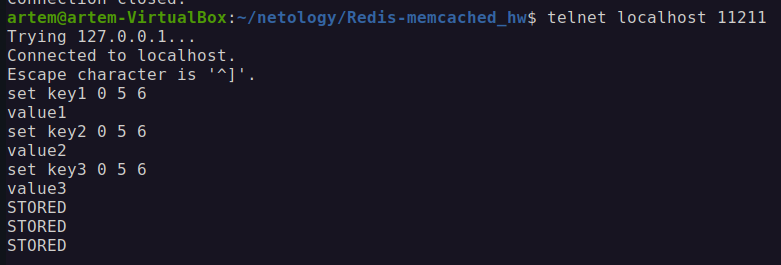 Connection closed.
artem@artem-VirtualBox:~/netology/Redis-memcached_hw$ telnet localhost 11211
Trying 127.0.0.1...
Connected to localhost.
Escape character is '^]'.
set key1 0 5 6
value1
set key2 0 5 6
value2
set key3 0 5 6
value3
STORED
STORED
STORED